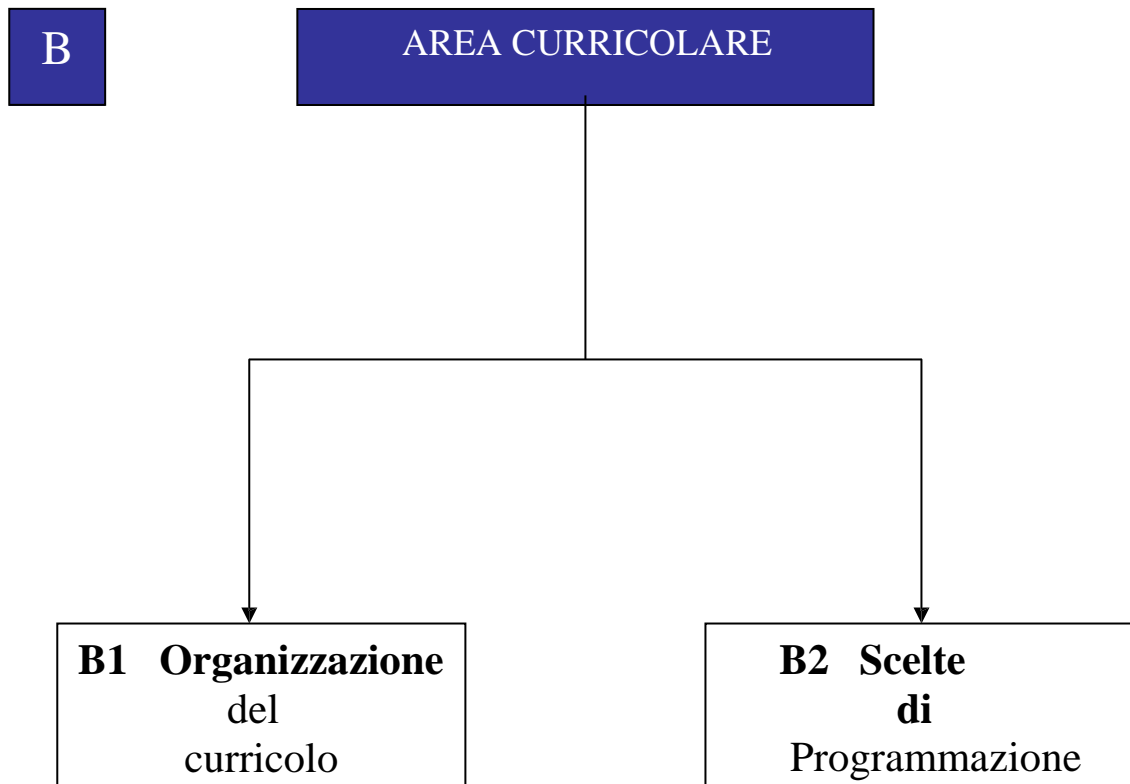 B
AREA CURRICOLARE
B1 Organizzazione
del
curricolo
B2 Scelte
di
Programmazione